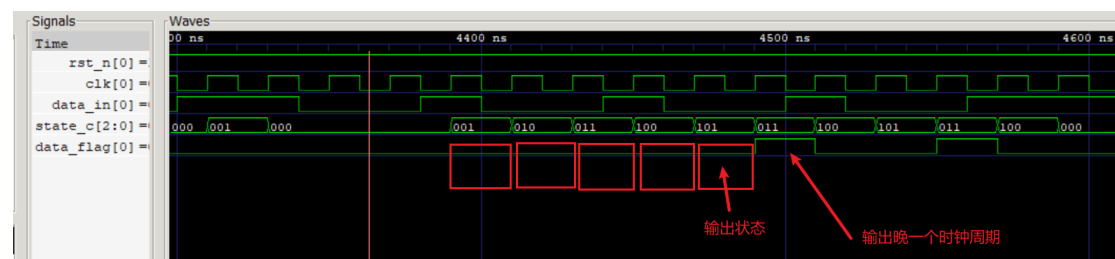 Signals
Waves
Time
00 ns
4400 ns
4500 ns
4600 ns
rst_n[0] =
clk[0] =
data_in[0] =
state_c[2:0] =
000 001 000 001 010 011 100 101 011 100 101 011 100 000
data_flag[0] =
输出状态
输出晚一个时钟周期